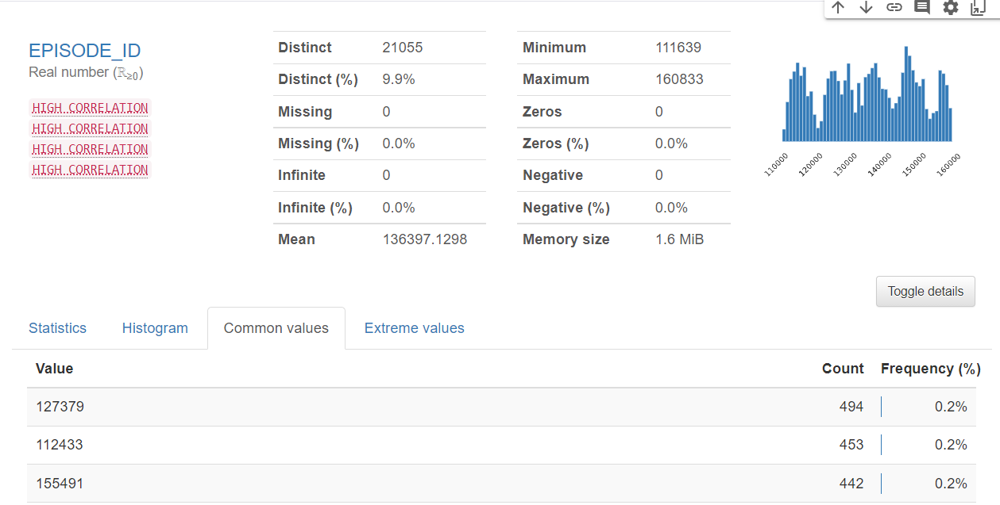 EPISODE_ID
Real number (ℝ≥0)
HIGH CORRELATION
HIGH CORRELATION
HIGH CORRELATION
HIGH CORRELATION
Distinct 21055
Distinct (%) 9.9%
Missing 0
Missing (%) 0.0%
Infinite 0
Infinite (%) 0.0%
Mean 136397.1298
Minimum 111639
Maximum 160833
Zeros 0
Zeros (%) 0.0%
Negative 0
Negative (%) 0.0%
Memory size 1.6 MiB
110000 120000 130000 140000 150000 160000
Toggle details
Statistics Histogram Common values Extreme values
Value Count Frequency (%)
127379 494 0.2%
112433 453 0.2%
155491 442 0.2%